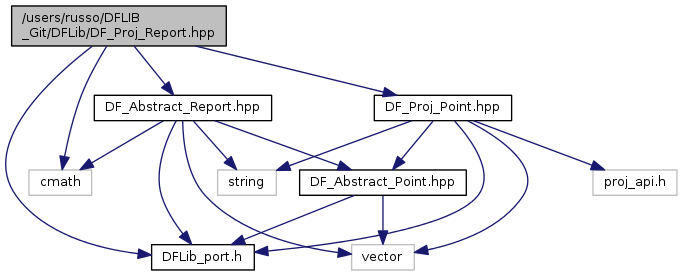 /users/russo/DFLIB
_Git/DFLib/DF_Proj_Report.hpp
DF_Abstract_Report.hpp
DF_Proj_Point.hpp
cmath
string
DF_Abstract_Point.hpp
proj_api.h
DFLib_port.h
vector